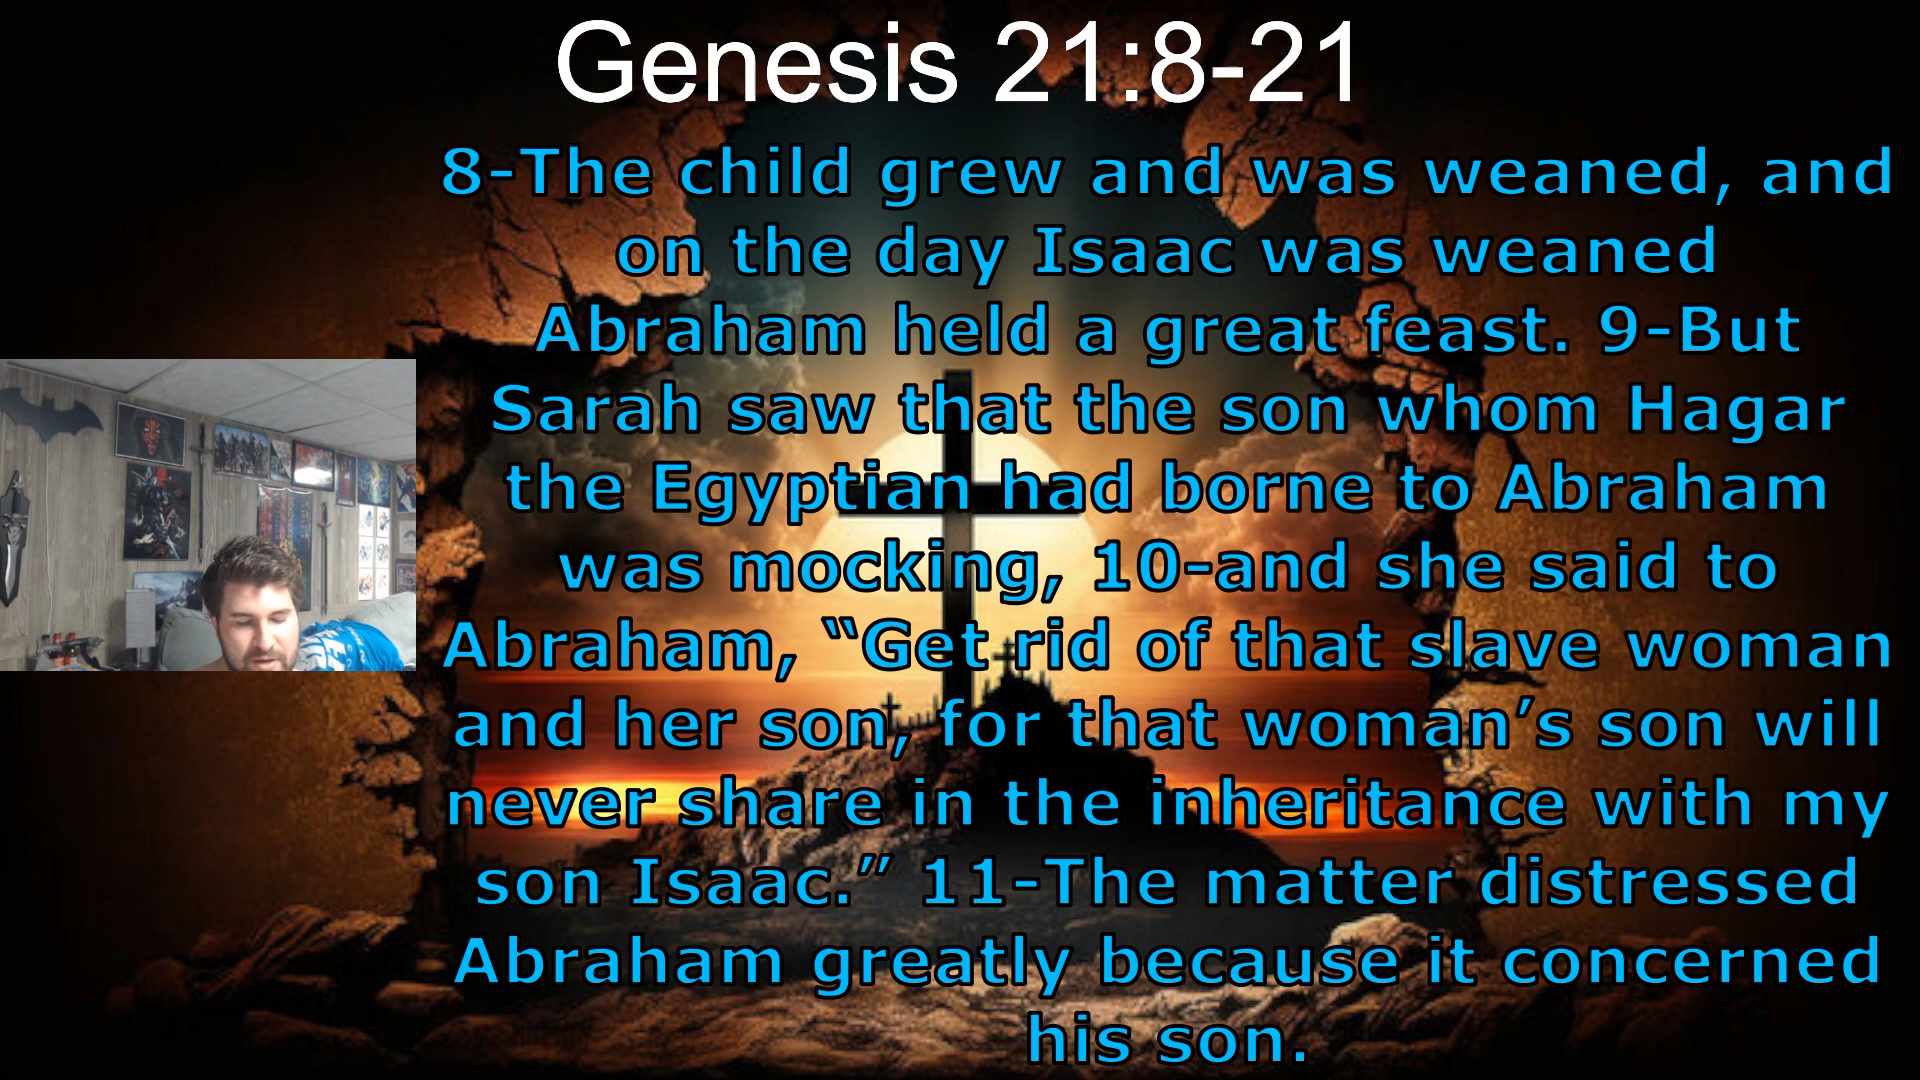 Genesis 21:8-21
8-The child grew and was weaned, and
on the day Isaac was weaned
Abraham held a great feast. 9-But
Sarah saw that the son whom Hagar
the Egyptian had borne to Abraham
was mocking, 10-and she said to
Abraham, “Get rid of that slave woman
and her son, for that woman’s son will
never share in the inheritance with my
son Isaac.” 11-The matter distressed
Abraham greatly because it concerned
his son.